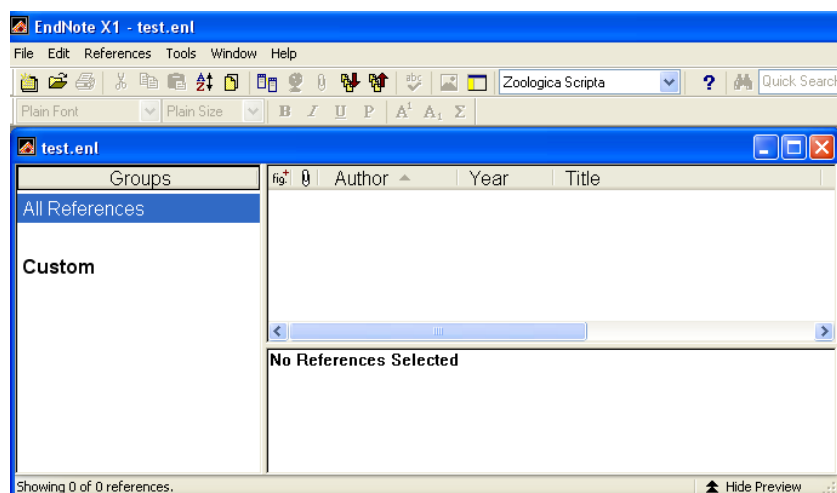 EndNote X1 - test.enl
File Edit References Tools Window Help
Zoologica Scripta ? Quick Search
Plain Font Plain Size B I U P A¹ A₁ Σ
test.enl
Groups
fig. Author Year Title
All References
Custom
No References Selected
Showing 0 of 0 references. Hide Preview